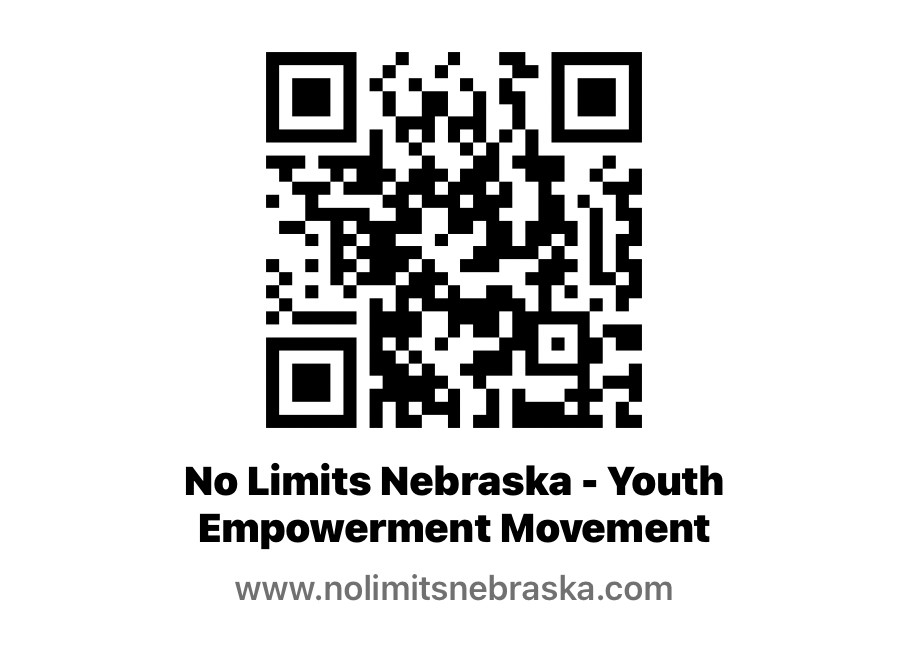 No Limits Nebraska - Youth
Empowerment Movement
www.nolimitsnebraska.com